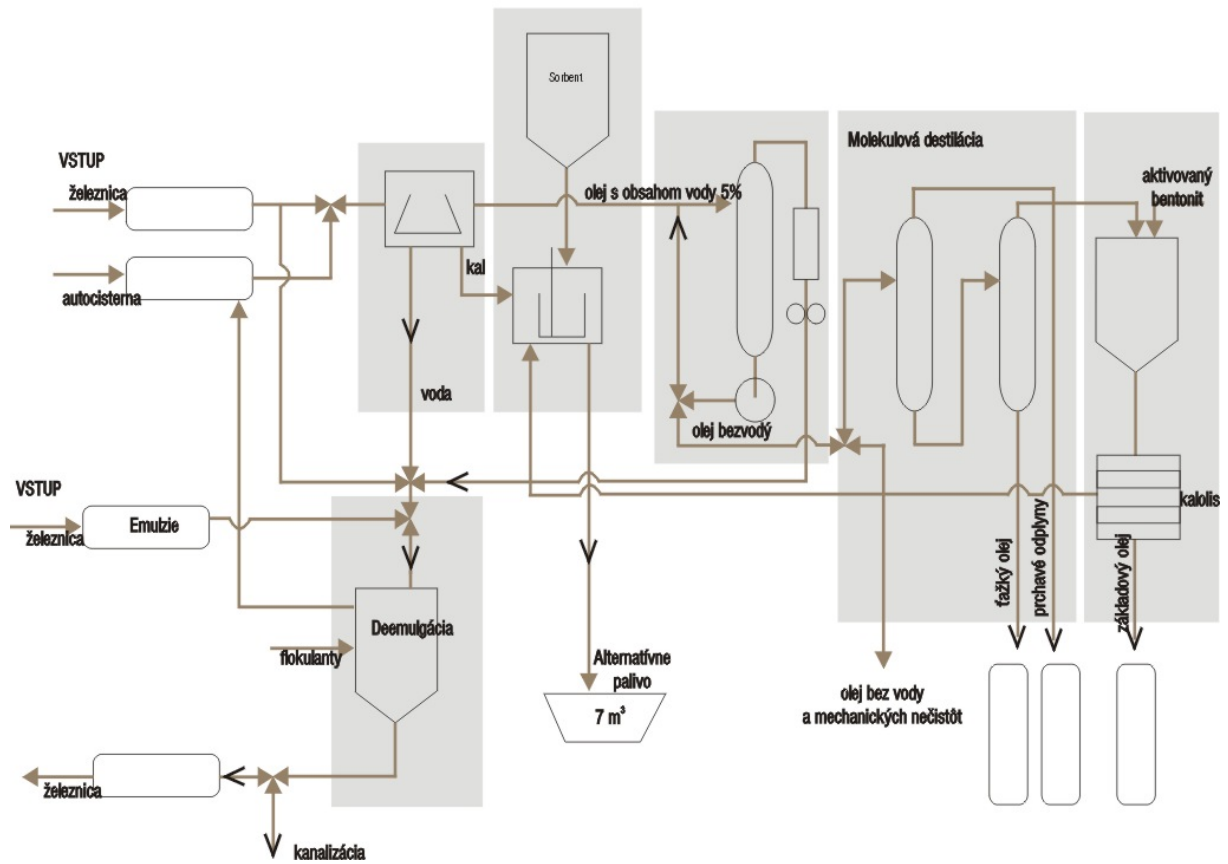 Sorbent
Molekulová destilácia
VSTUP
železnica
aktivovaný
bentonit
olej s obsahom vody 5%
kal
autocisterna
voda
olej bezvodý
VSTUP
Emulzie
železnica
kalolis
ťažký olej
prchavé odplyny
základový olej
Deemulgácia
flokulanty
Alternatívne
palivo
7 m³
olej bez vody
a mechanických nečistôt
železnica
kanalizácia